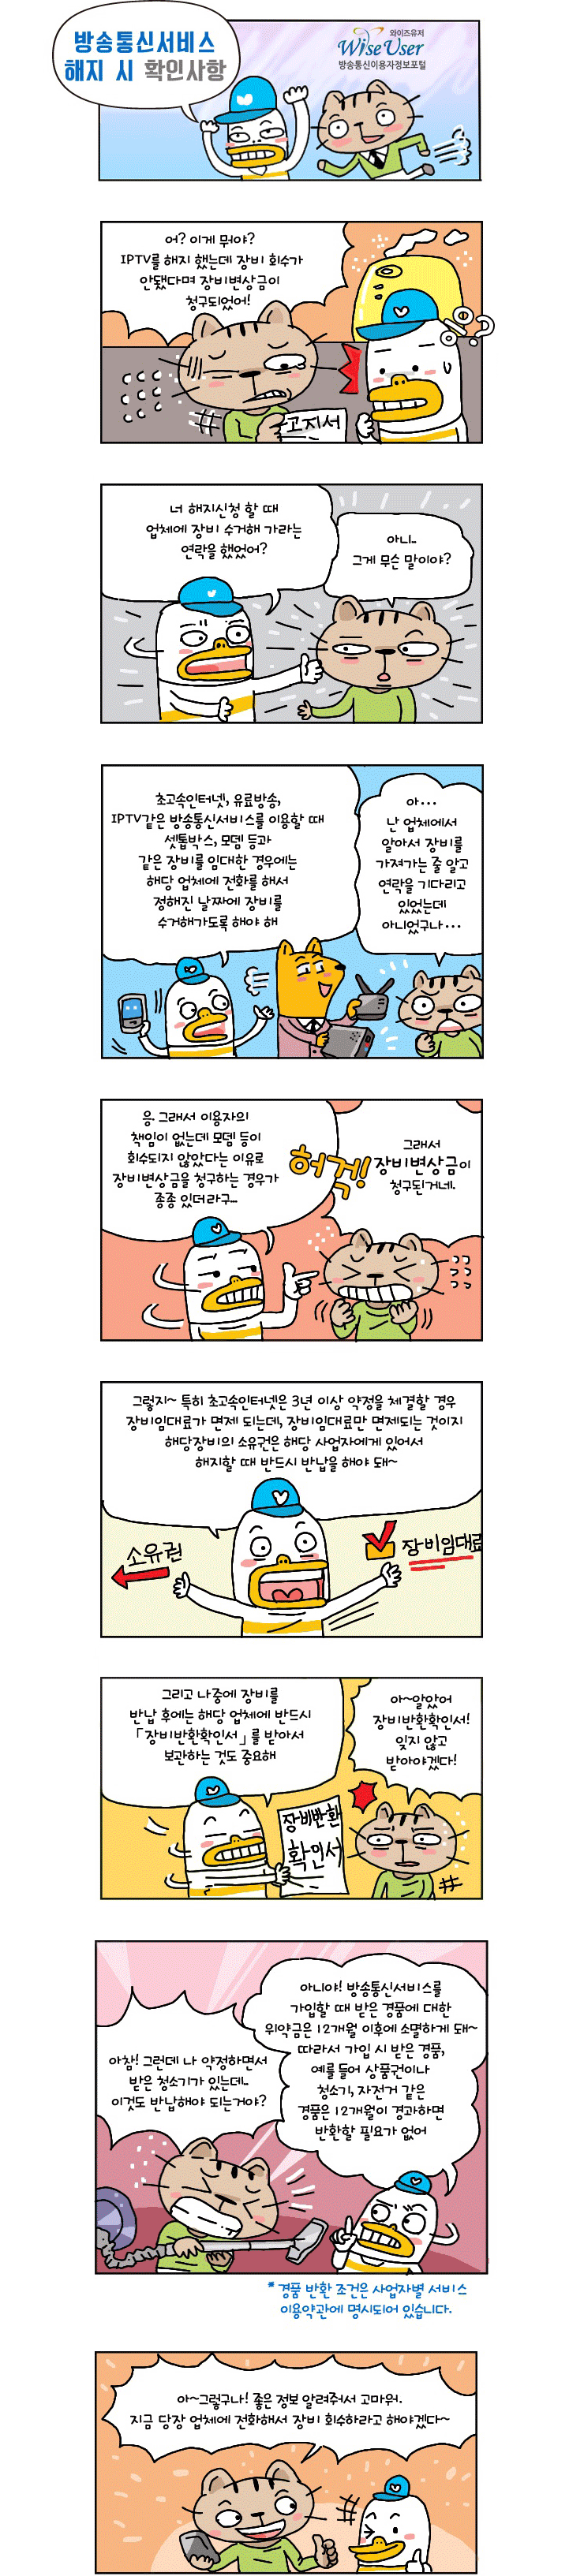 방송통신서비스
해지 시 확인사항
와이즈유저
Wise User
방송통신이용자정보포털
어? 이게 뭐야?
IPTV를 해지 했는데 장비 회수가
안됐다며 장비변상금이
청구되었어!
잉?
고지서
너 해지신청 할 때
업체에 장비 수거해 가라는
연락을 했었어?
아니..
그게 무슨 말이야?
초고속인터넷, 유료방송,
IPTV같은 방송통신서비스를 이용할 때
셋톱박스, 모뎀 등과
같은 장비를 임대한 경우에는
해당 업체에 전화를 해서
정해진 날짜에 장비를
수거해가도록 해야 해
아...
난 업체에서
알아서 장비를
가져가는 줄 알고
연락을 기다리고
있었는데
아니었구나...
응 그래서 이용자의
책임이 없는데 모뎀 등이
회수되지 않았다는 이유로
장비변상금을 청구하는 경우가
종종 있더라구...
허걱!
그래서
장비변상금이
청구된거네.
그렇지~ 특히 초고속인터넷은 3년 이상 약정을 체결할 경우
장비임대료가 면제 되는데, 장비임대료만 면제되는 것이지
해당장비의 소유권은 해당 사업자에게 있어서
해지할 때 반드시 반납을 해야 돼~
소유권
장비임대료
그리고 나중에 장비를
반납 후에는 해당 업체에 반드시
「장비반환확인서」를 받아서
보관하는 것도 중요해
아~알았어
장비반환확인서!
잊지 않고
받아야겠다!
장비반환
확인서
아참! 그런데 나 약정하면서
받은 청소기가 있는데..
이것도 반납해야 되는거야?
아니야! 방송통신서비스를
가입할 때 받은 경품에 대한
위약금은 12개월 이후에 소멸하게 돼~
따라서 가입 시 받은 경품,
예를 들어 상품권이나
청소기, 자전거 같은
경품은 12개월이 경과하면
반환할 필요가 없어
* 경품 반환 조건은 사업자별 서비스
이용약관에 명시되어 있습니다.
아~그렇구나! 좋은 정보 알려줘서 고마워.
지금 당장 업체에 전화해서 장비 회수하라고 해야겠다~